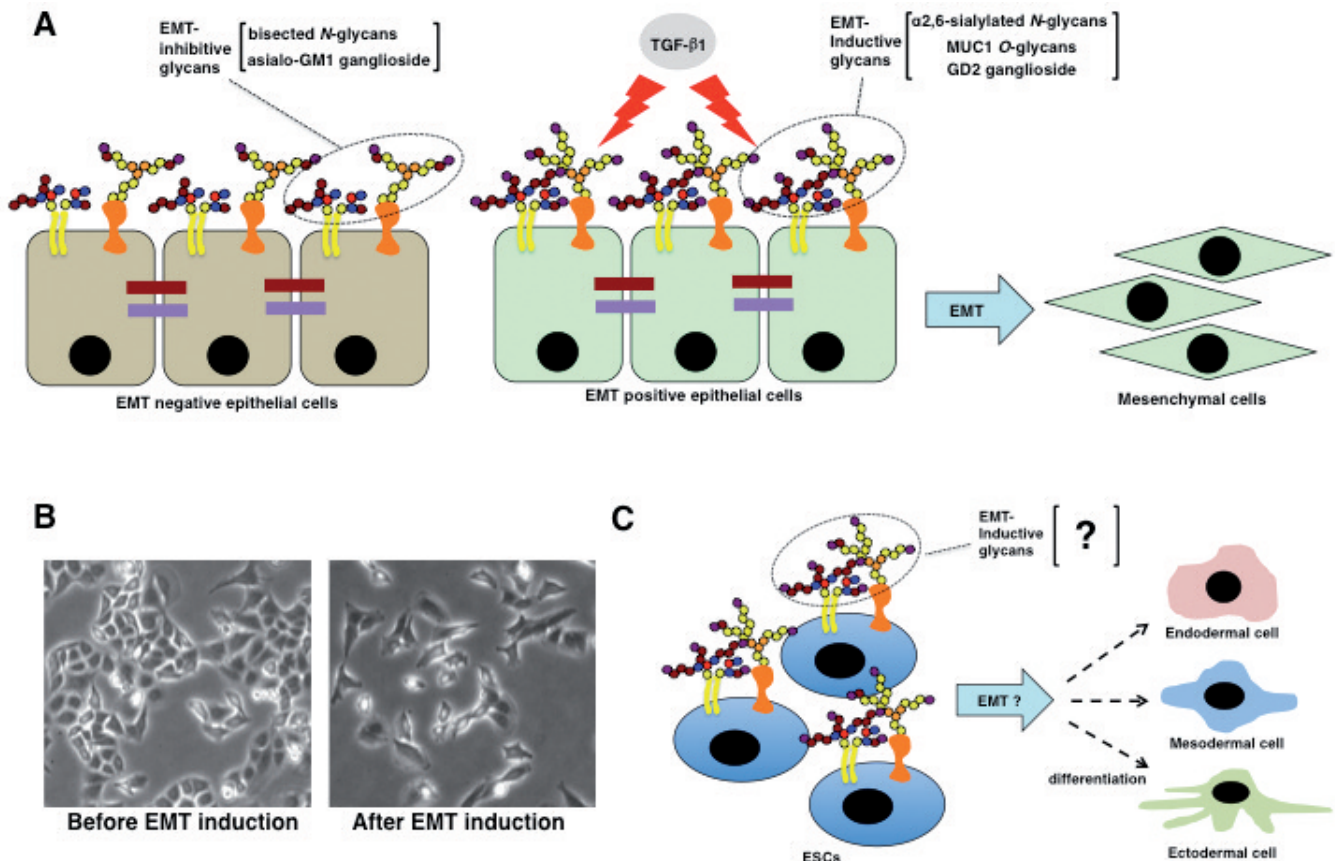 A
EMT-
inhibitive
glycans
bisected N-glycans
asialo-GM1 ganglioside
TGF-β1
EMT-
Inductive
glycans
α2,6-sialylated N-glycans
MUC1 O-glycans
GD2 ganglioside
EMT
EMT negative epithelial cells
EMT positive epithelial cells
Mesenchymal cells
B
Before EMT induction
After EMT induction
C
EMT-
Inductive
glycans
?
EMT ?
differentiation
Endodermal cell
Mesodermal cell
Ectodermal cell
ESCs